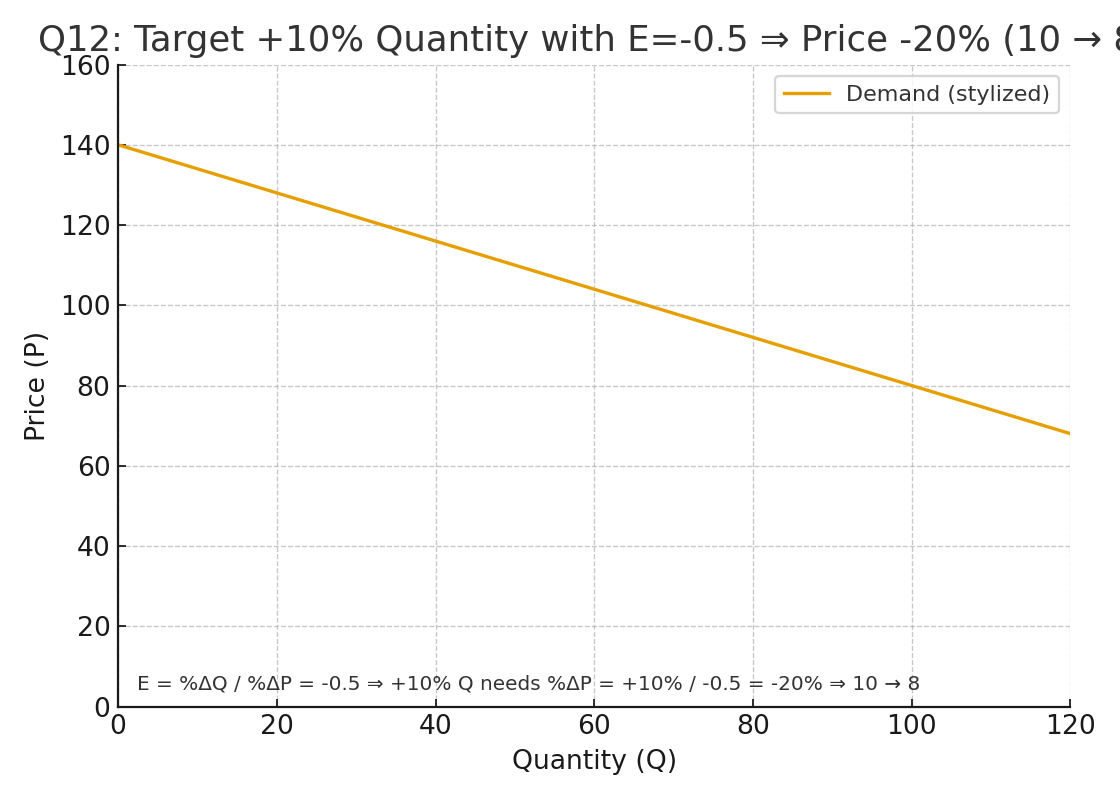 Q12: Target +10% Quantity with E=-0.5 ⇒ Price -20% (10 →
Demand (stylized)
160
140
120
100
80
60
40
20
0
Price (P)
E = %ΔQ / %ΔP = -0.5 ⇒ +10% Q needs %ΔP = +10% / -0.5 = -20% ⇒ 10 → 8
0 20 40 60 80 100 120
Quantity (Q)